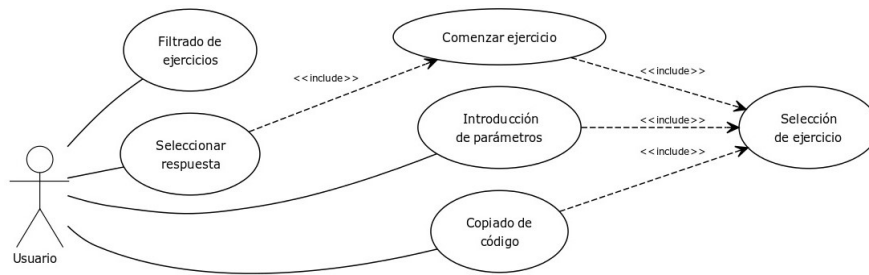 Filtrado de
ejercicios
Comenzar ejercicio
<<include>>
<<include>>
Seleccionar
respuesta
Introducción
de parámetros
<<include>>
Selección
de ejercicio
<<include>>
Copiado de
código
Usuario